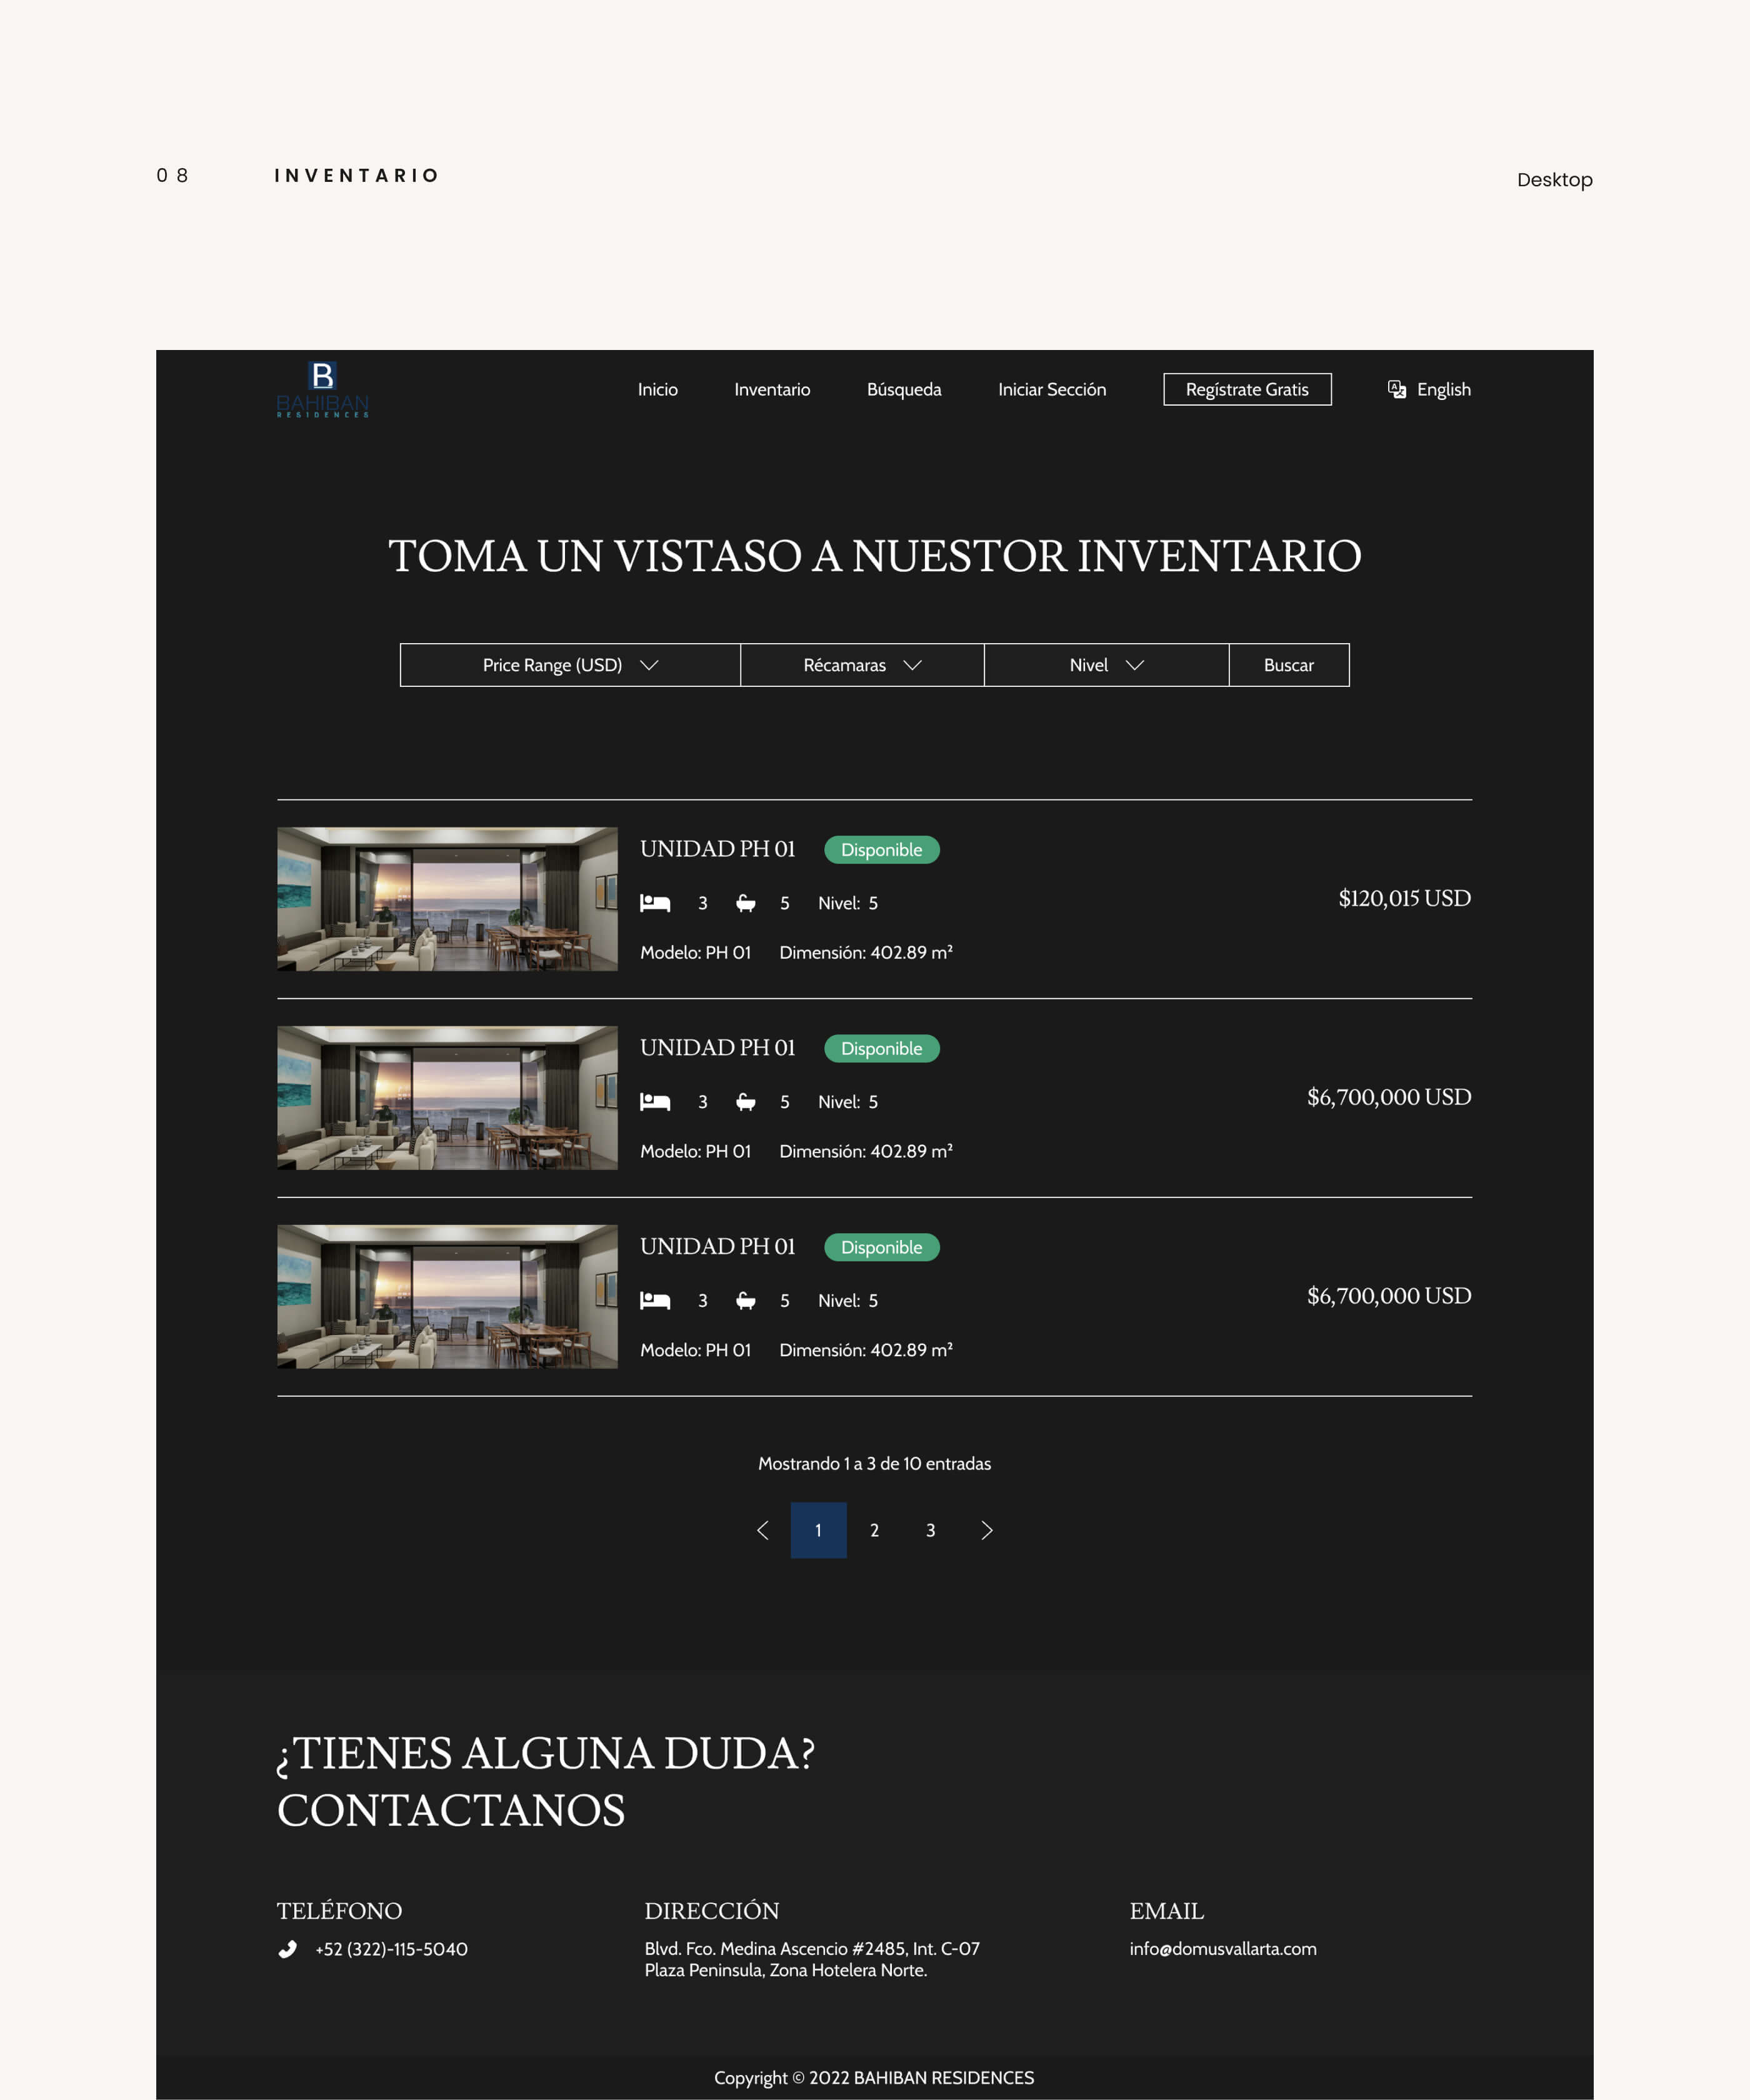 08 INVENTARIO Desktop
B
BAHIBAN
RESIDENCES
Inicio Inventario Búsqueda Iniciar Sección Regístrate Gratis English
TOMA UN VISTASO A NUESTOR INVENTARIO
Price Range (USD) Récamaras Nivel Buscar
UNIDAD PH 01 Disponible
3 5 Nivel: 5
$120,015 USD
Modelo: PH 01 Dimensión: 402.89 m²
UNIDAD PH 01 Disponible
3 5 Nivel: 5
$6,700,000 USD
Modelo: PH 01 Dimensión: 402.89 m²
UNIDAD PH 01 Disponible
3 5 Nivel: 5
$6,700,000 USD
Modelo: PH 01 Dimensión: 402.89 m²
Mostrando 1 a 3 de 10 entradas
1 2 3
¿TIENES ALGUNA DUDA?
CONTACTANOS
TELÉFONO
+52 (322)-115-5040
DIRECCIÓN
Blvd. Fco. Medina Ascencio #2485, Int. C-07
Plaza Peninsula, Zona Hotelera Norte.
EMAIL
info@domusvallarta.com
Copyright © 2022 BAHIBAN RESIDENCES